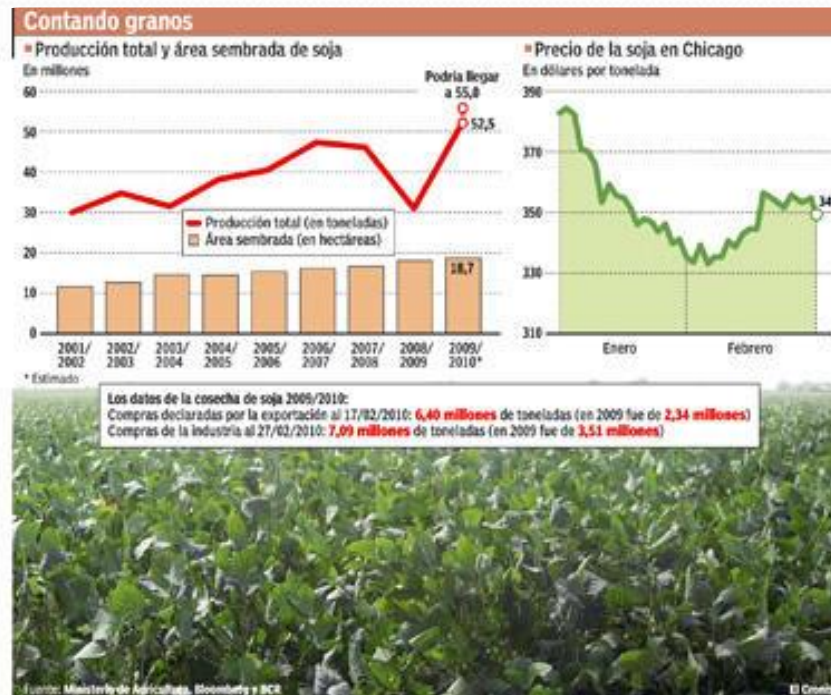 Contando granos
Producción total y área sembrada de soja
En millones
Podría llegar
a 55,0
60
50
40
30
20
10
0
52,5
Producción total (en toneladas)
Área sembrada (en hectáreas)
18,7
2001/
2002
2002/
2003
2003/
2004
2004/
2005
2005/
2006
2006/
2007
2007/
2008
2008/
2009
2009/
2010*
* Estimado
Precio de la soja en Chicago
En dólares por tonelada
390
370
350
330
310
34
Enero
Febrero
Los datos de la cosecha de soja 2009/2010:
Compras declaradas por la exportación al 17/02/2010: 6,40 millones de toneladas (en 2009 fue de 2,34 millones)
Compras de la industria al 27/02/2010: 7,09 millones de toneladas (en 2009 fue de 3,51 millones)
Fuente: Ministerio de Agricultura, Bloomberg y BCR
El